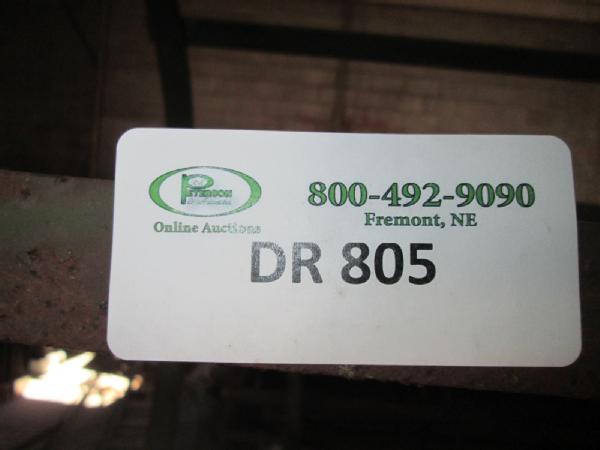 PETERSON
Online Auctions
800-492-9090
Fremont, NE
DR 805